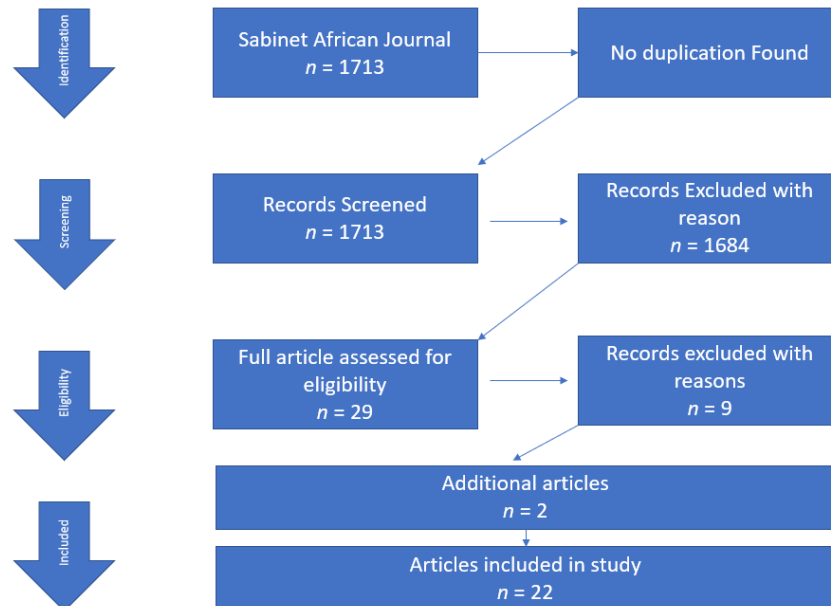 Identification
Sabinet African Journal
n = 1713
No duplication Found
Screening
Records Screened
n = 1713
Records Excluded with
reason
n = 1684
Eligibility
Full article assessed for
eligibility
n = 29
Records excluded with
reasons
n = 9
Additional articles
n = 2
Included
Articles included in study
n = 22